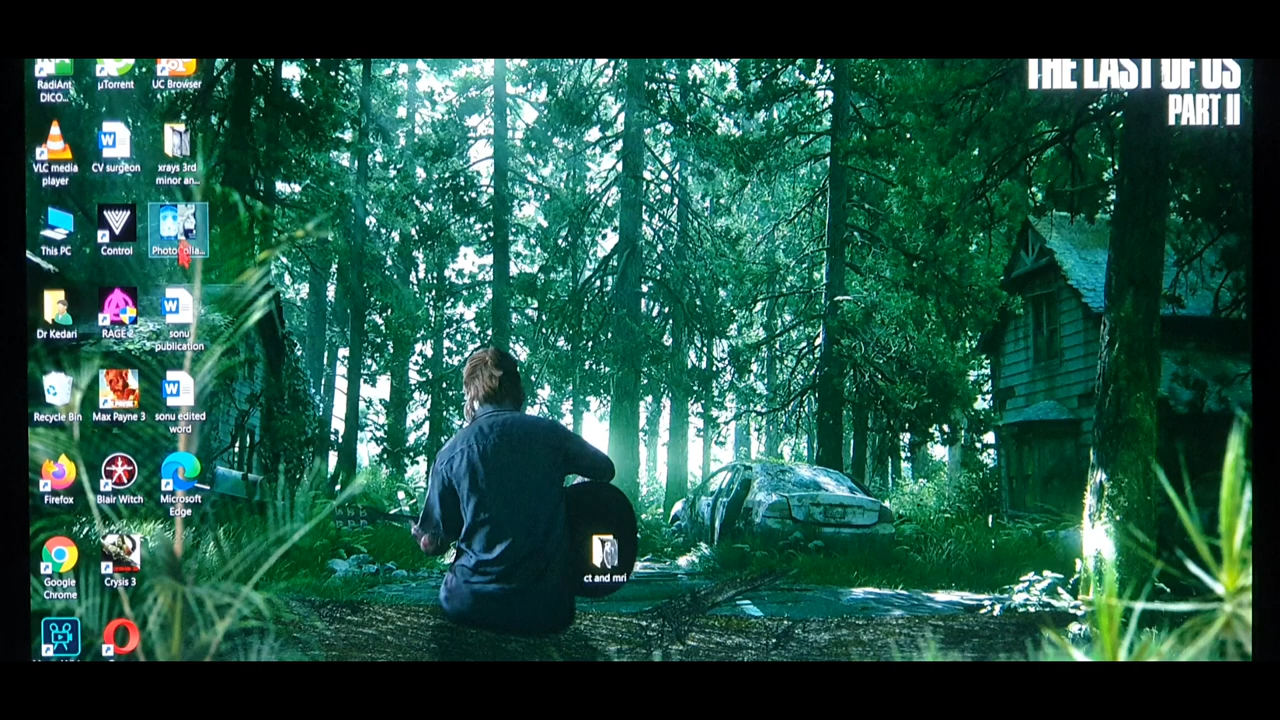 THE LAST OF US
PART II
RadiAnt
DICO...
µTorrent
UC Browser
VLC media
player
CV surgeon
xrays 3rd
minor an...
This PC
Control
Dr Kedari
RAGE 2
sonu
publication
Recycle Bin
Max Payne 3
sonu edited
word
Firefox
Blair Witch
Microsoft
Edge
Google
Chrome
Crysis 3
ct and mri